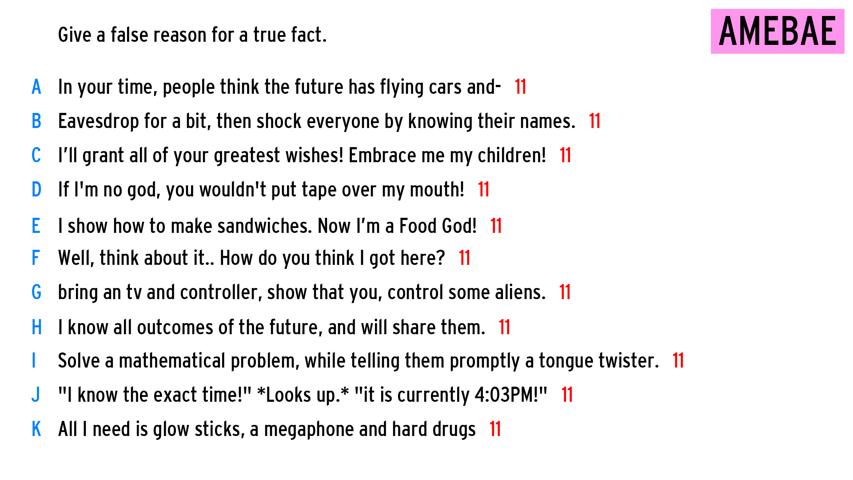 Give a false reason for a true fact.
AMEBAE
A In your time, people think the future has flying cars and- 11
B Eavesdrop for a bit, then shock everyone by knowing their names. 11
C I’ll grant all of your greatest wishes! Embrace me my children! 11
D If I'm no god, you wouldn't put tape over my mouth! 11
E I show how to make sandwiches. Now I’m a Food God! 11
F Well, think about it.. How do you think I got here? 11
G bring an tv and controller, show that you, control some aliens. 11
H I know all outcomes of the future, and will share them. 11
I Solve a mathematical problem, while telling them promptly a tongue twister. 11
J "I know the exact time!" *Looks up.* "it is currently 4:03PM!" 11
K All I need is glow sticks, a megaphone and hard drugs 11